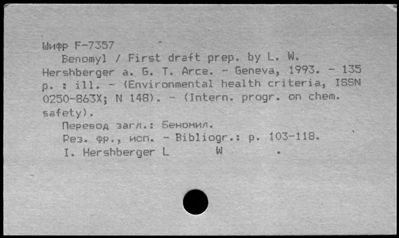 Шифр F-7357
Benomyl / First draft prep. by L. W.
Hershberger a. G. T. Arce. - Geneva, 1993. - 135
p. : ill. - (Environmental health criteria, ISSN
0250-863X; N 148). - (Intern. progr. on chem.
safety).
Перевод загл.: Беномил.
Рез. фр., исп. - Bibliogr.: p. 103-118.
I. Hershberger L W .